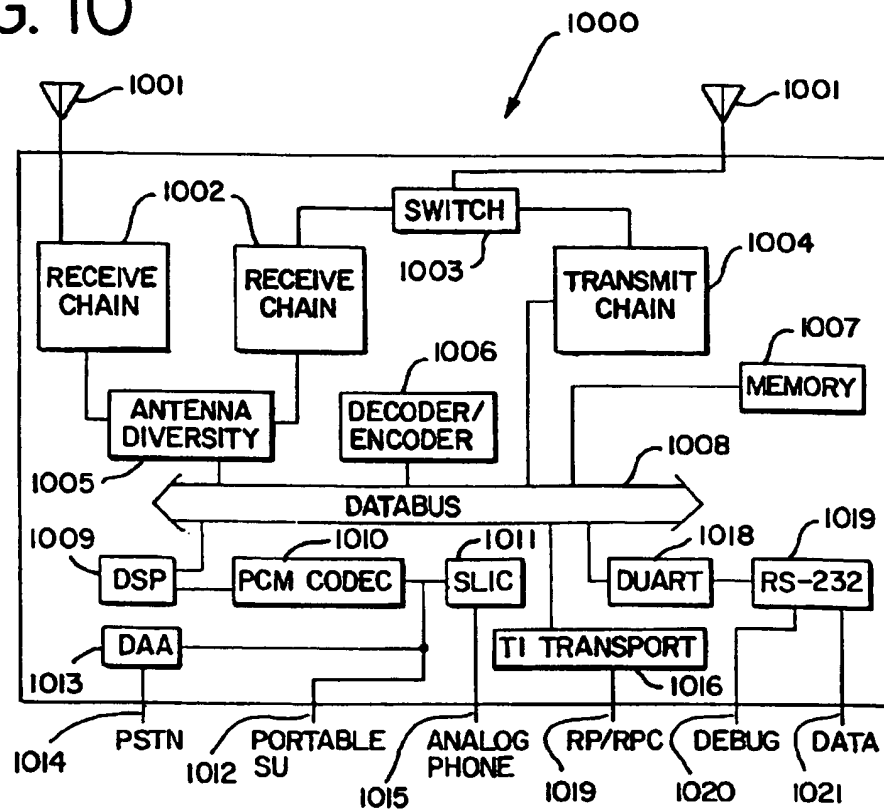 G. 10
1000
1001
1001
1002
SWITCH
1003
1004
RECEIVE
CHAIN
RECEIVE
CHAIN
TRANSMIT
CHAIN
1006
1007
MEMORY
ANTENNA
DIVERSITY
DECODER/
ENCODER
1005
1008
DATABUS
1009
1010
1011
1018
1019
DSP
PCM CODEC
SLIC
DUART
RS-232
DAA
T1 TRANSPORT
1013
1016
1014
PSTN
1012
PORTABLE
SU
1015
ANALOG
PHONE
1019
RP/RPC
1020
DEBUG
1021
DATA